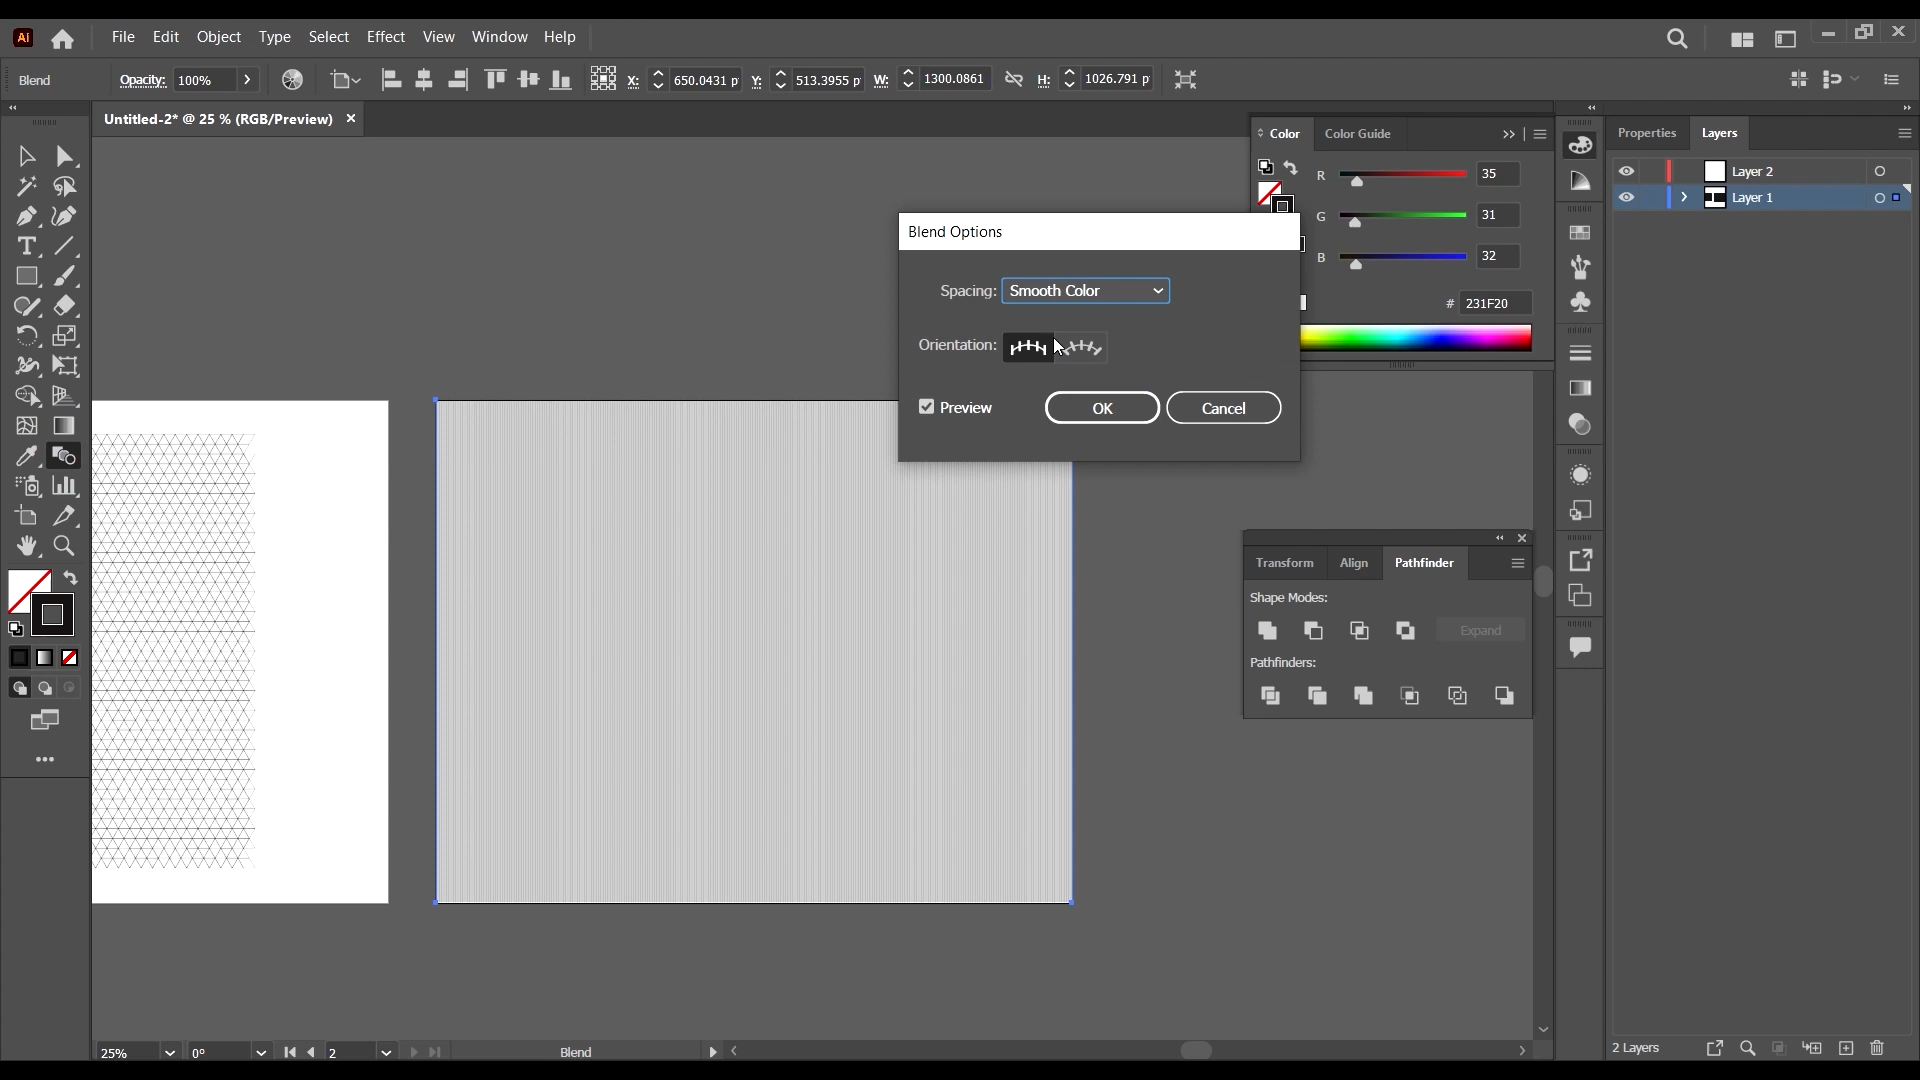 Ai File Edit Object Type Select Effect View Window Help
Blend Opacity: 100% X: 650.0431 p Y: 513.3955 p W: 1300.0861 H: 1026.791 p
Untitled-2* @ 25 % (RGB/Preview)
Color Color Guide
Properties Layers
R 35
Layer 2
Layer 1
G 31
B 32
# 231F20
Blend Options
Spacing: Smooth Color
Orientation:
Preview OK Cancel
T
Transform Align Pathfinder
Shape Modes:
Expand
Pathfinders:
25% 0° 2 Blend
2 Layers